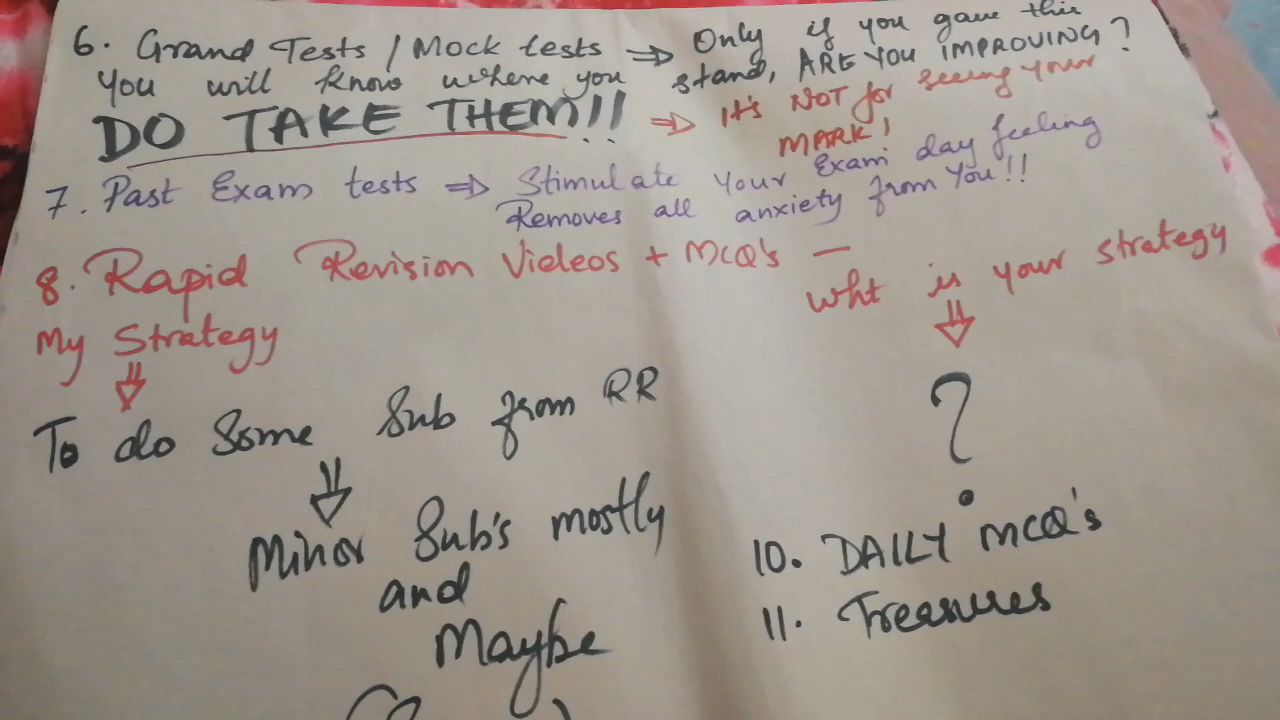 6. Grand Tests / Mock tests ⇒ Only if you gave this
You will know where you stand, ARE YOU IMPROVING?
DO TAKE THEM!! ⇒ It's NOT for seeing your
MARK!
7. Past Exam tests ⇒ Stimulate your Exam day feeling
Removes all anxiety from You!!
8. Rapid Revision Videos + MCQ's —
My Strategy
⇓
To do Some Sub from RR
⇓
Minor Sub's mostly
and
Maybe
Wht is your strategy
⇓
?
10. DAILY MCQ's
11. Treasures